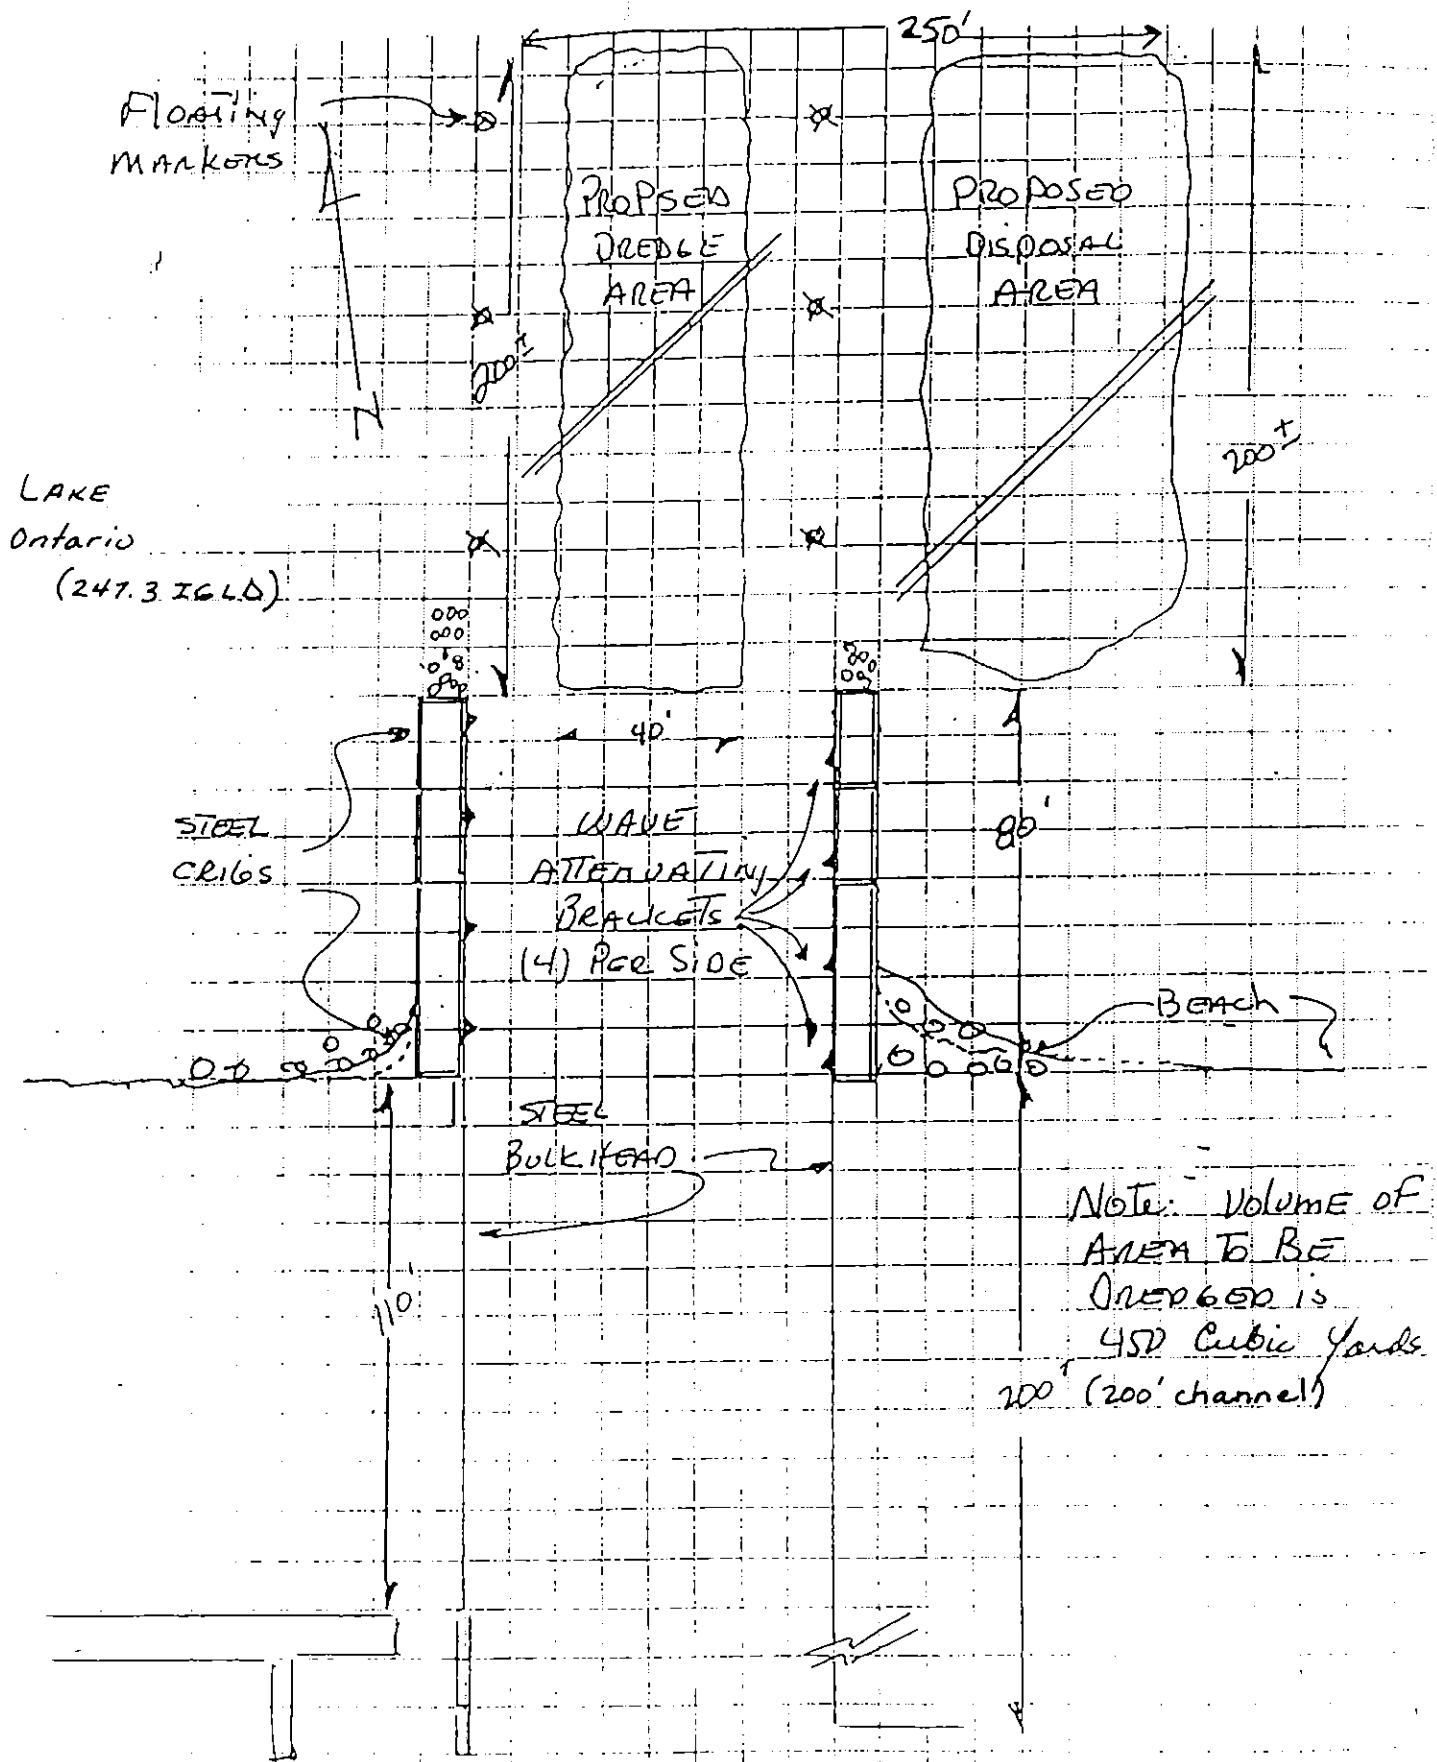 250'
Floating
Markers
PROPSED
DREDGE
AREA
PROPOSED
DISPOSAL
AREA
200±
N
200±
LAKE
Ontario
(247.3 IGLD)
40'
80'
STEEL
CRIBS
WAVE
ATTENUATING
BRACKETS
(4) PER SIDE
BEACH
STEEL
BULKHEAD
110'
Note: Volume of
AREA TO BE
DREDGED is
450 Cubic Yards
200' (200' channel)